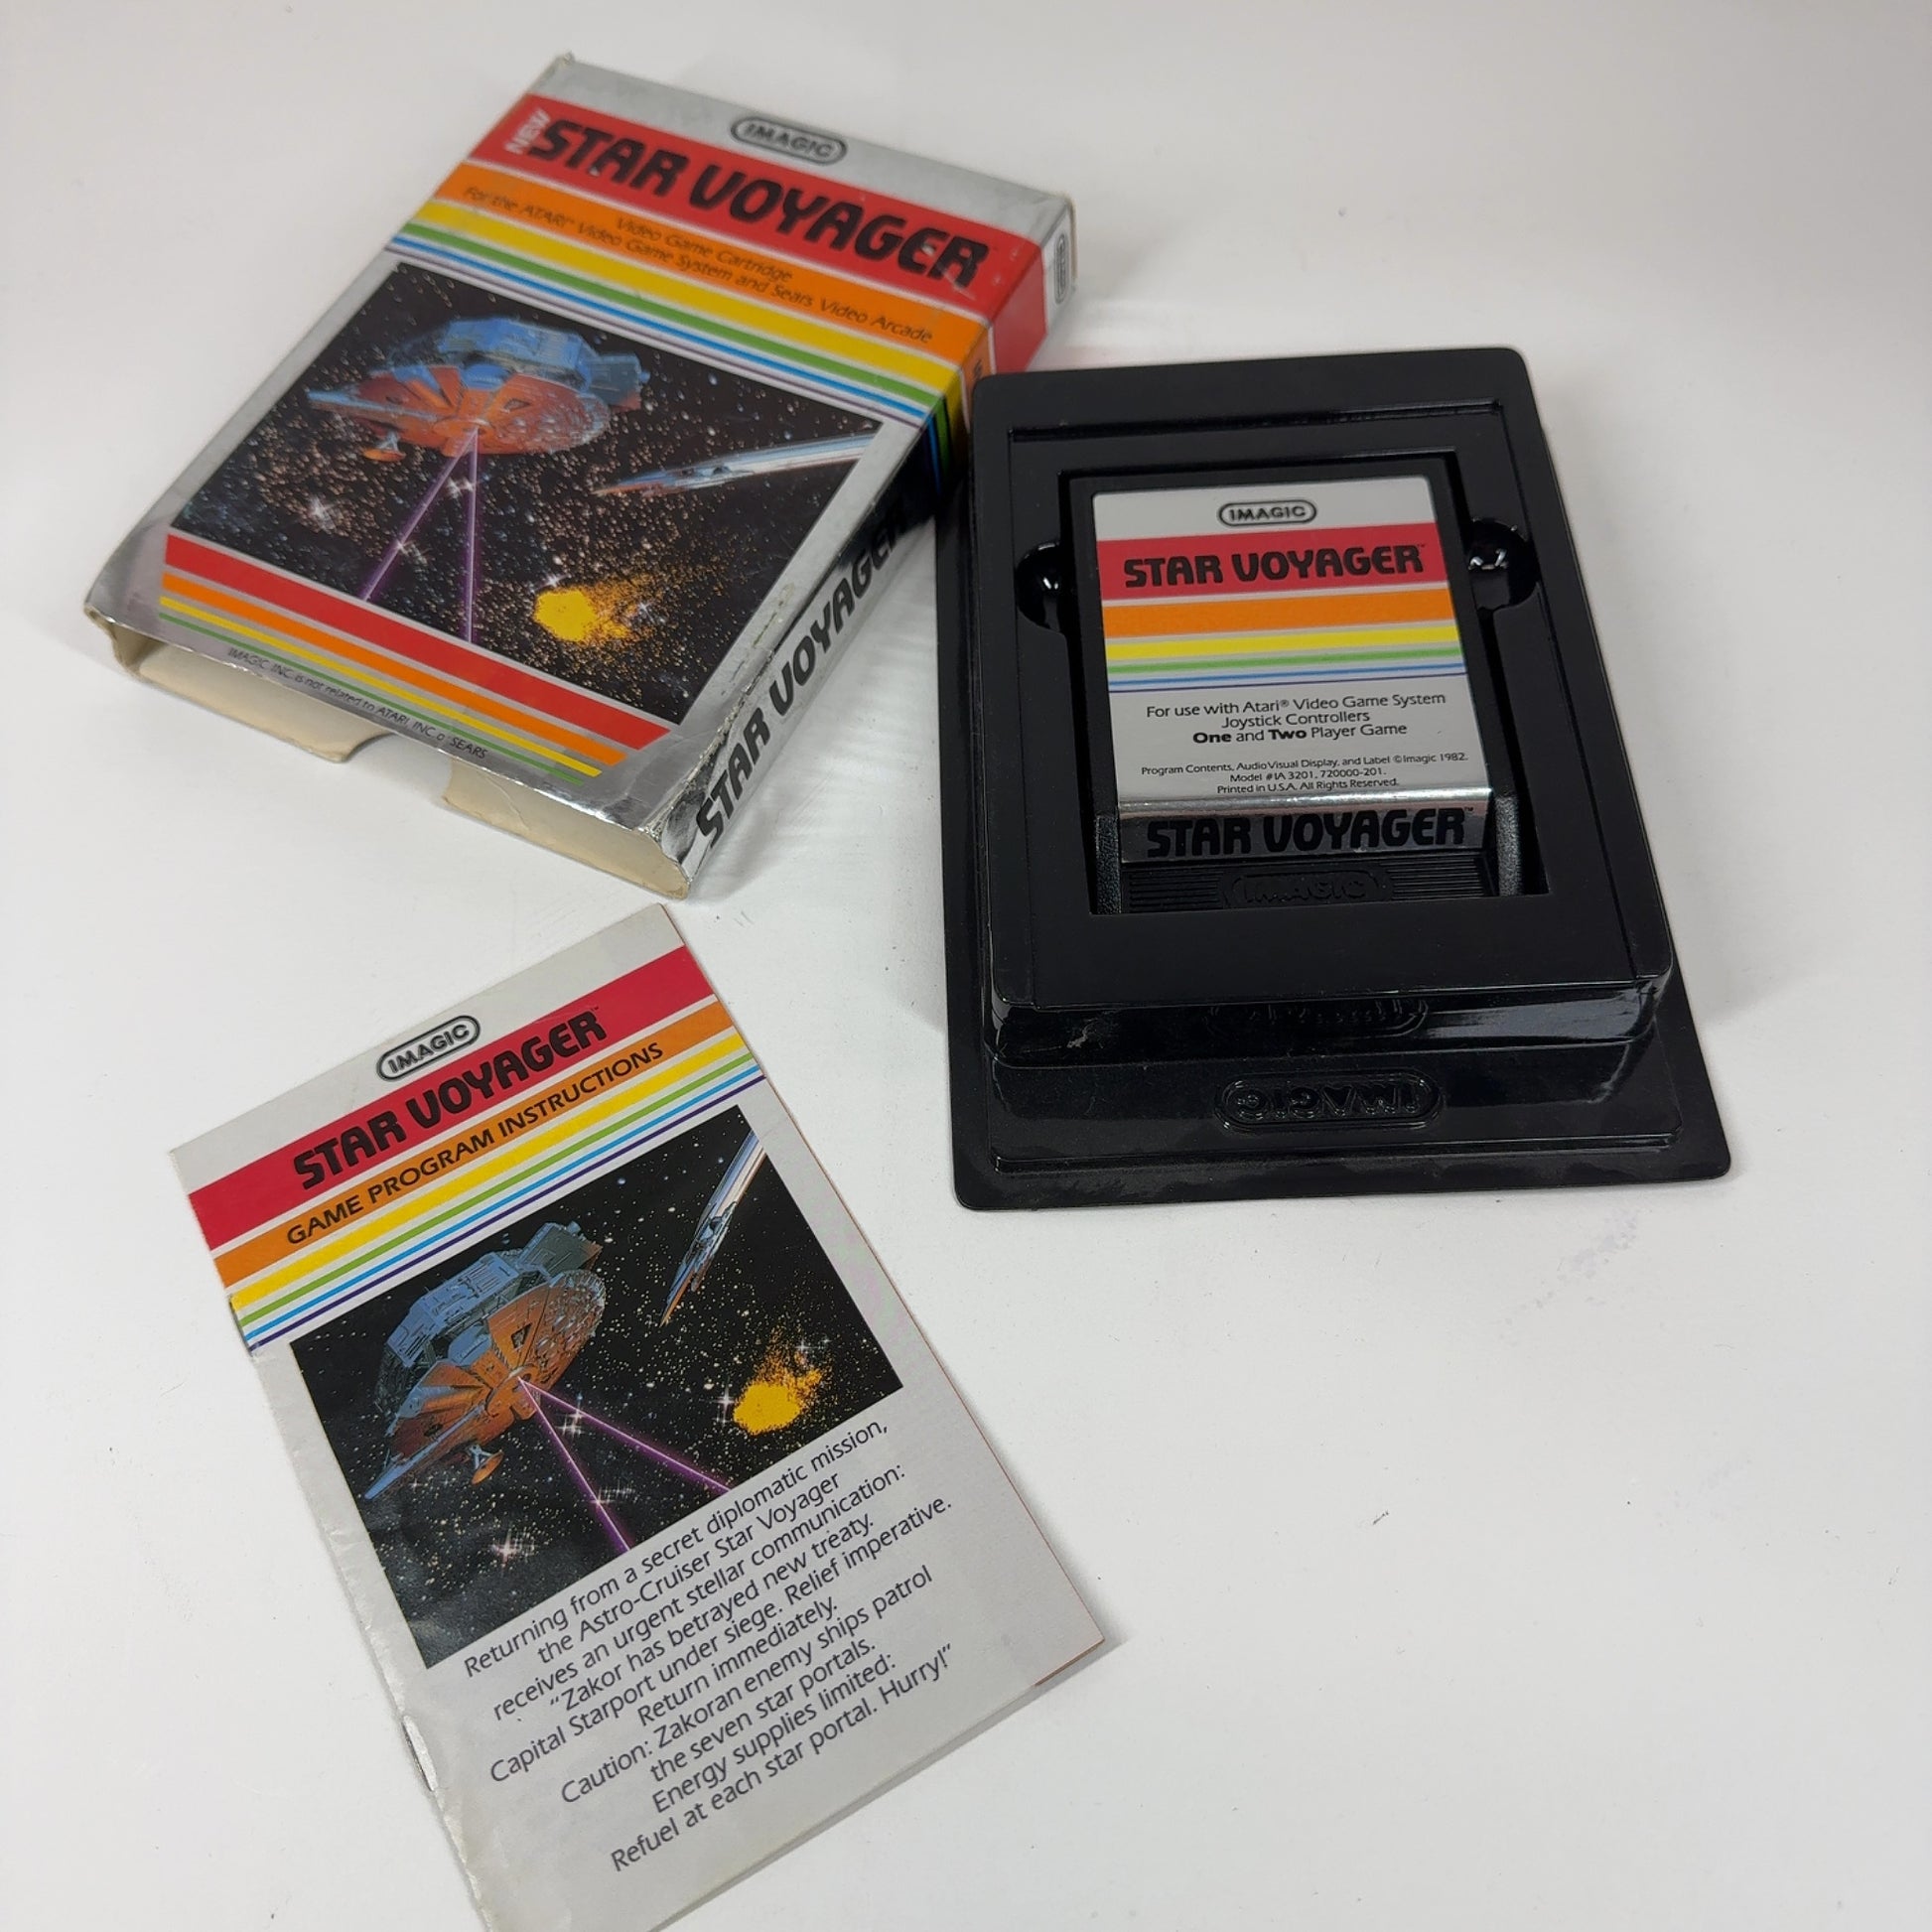 IMAGIC
NEW
STAR VOYAGER™
Video Game Cartridge
For the ATARI® Video Game System and Sears Video Arcade
IMAGIC INC. is not related to ATARI, INC. or SEARS
STAR VOYAGER
IMAGIC
STAR VOYAGER™
For use with Atari® Video Game System
Joystick Controllers
One and Two Player Game
Program Contents, AudioVisual Display, and Label © Imagic 1982.
Model #IA 3201, 720000-201.
Printed in U.S.A. All Rights Reserved.
STAR VOYAGER™
IMAGIC
IMAGIC
IMAGIC
STAR VOYAGER™
GAME PROGRAM INSTRUCTIONS
Returning from a secret diplomatic mission,
the Astro-Cruiser Star Voyager
receives an urgent stellar communication:
"Zakor has betrayed new treaty.
Capital Starport under siege. Relief imperative.
Return immediately.
Caution: Zakoran enemy ships patrol
the seven star portals.
Energy supplies limited:
Refuel at each star portal. Hurry!"